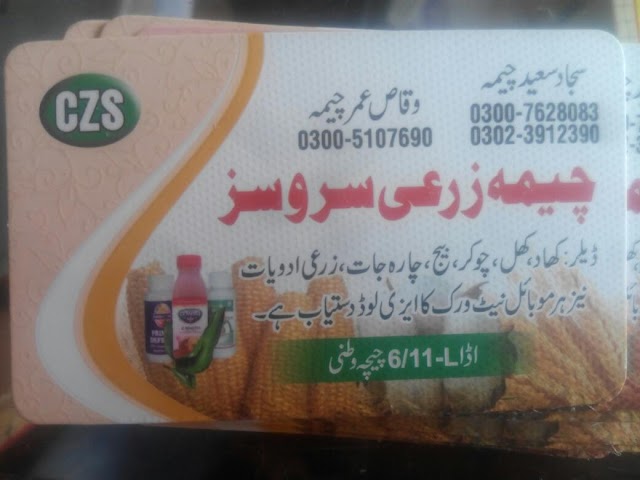 CZS
سجاد سعید چیمہ
0300-7628083
0302-3912390
وقاص عمر چیمہ
0300-5107690
چیمہ زرعی سروسز
ڈیلر: کھاد، کھل، چوکر، بیج، چارہ جات، زرعی ادویات
نیز ہر موبائل نیٹ ورک کا ایزی لوڈ دستیاب ہے۔
اڈا 6/11-L چیچہ وطنی